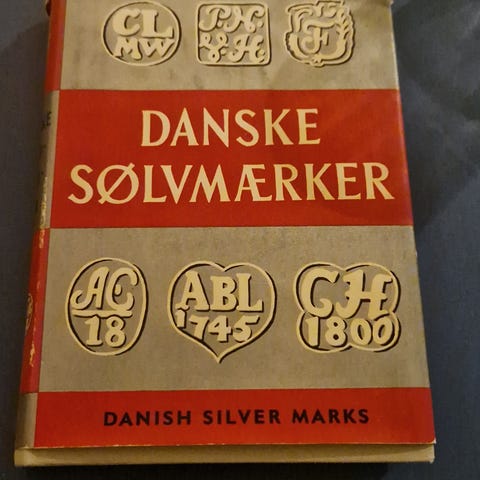 CL
MW
P.N.
V.H.
F
DANSKE
SØLVMÆRKER
AC
18
ABL
1745
CH
1800
DANISH SILVER MARKS